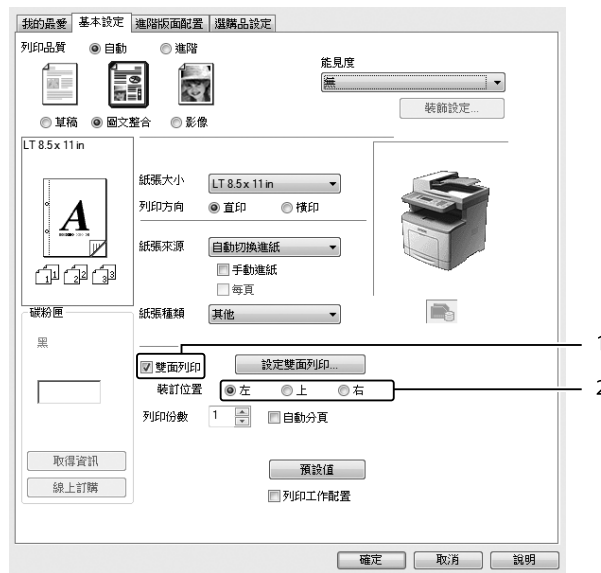 我的最愛 基本設定 進階版面配置 選購品設定
列印品質 自動 進階
能見度
無
裝飾設定...
草稿 圖文整合 影像
LT 8.5 x 11 in
A
1 1 2 2 3 3
紙張大小 LT 8.5 x 11 in
列印方向 直印 橫印
紙張來源 自動切換進紙
手動進紙
每頁
紙張種類 其他
碳粉匣
黑
取得資訊
線上訂購
雙面列印 設定雙面列印... 1
裝訂位置 左 上 右 2
列印份數 1 自動分頁
預設值
列印工作配置
確定 取消 說明